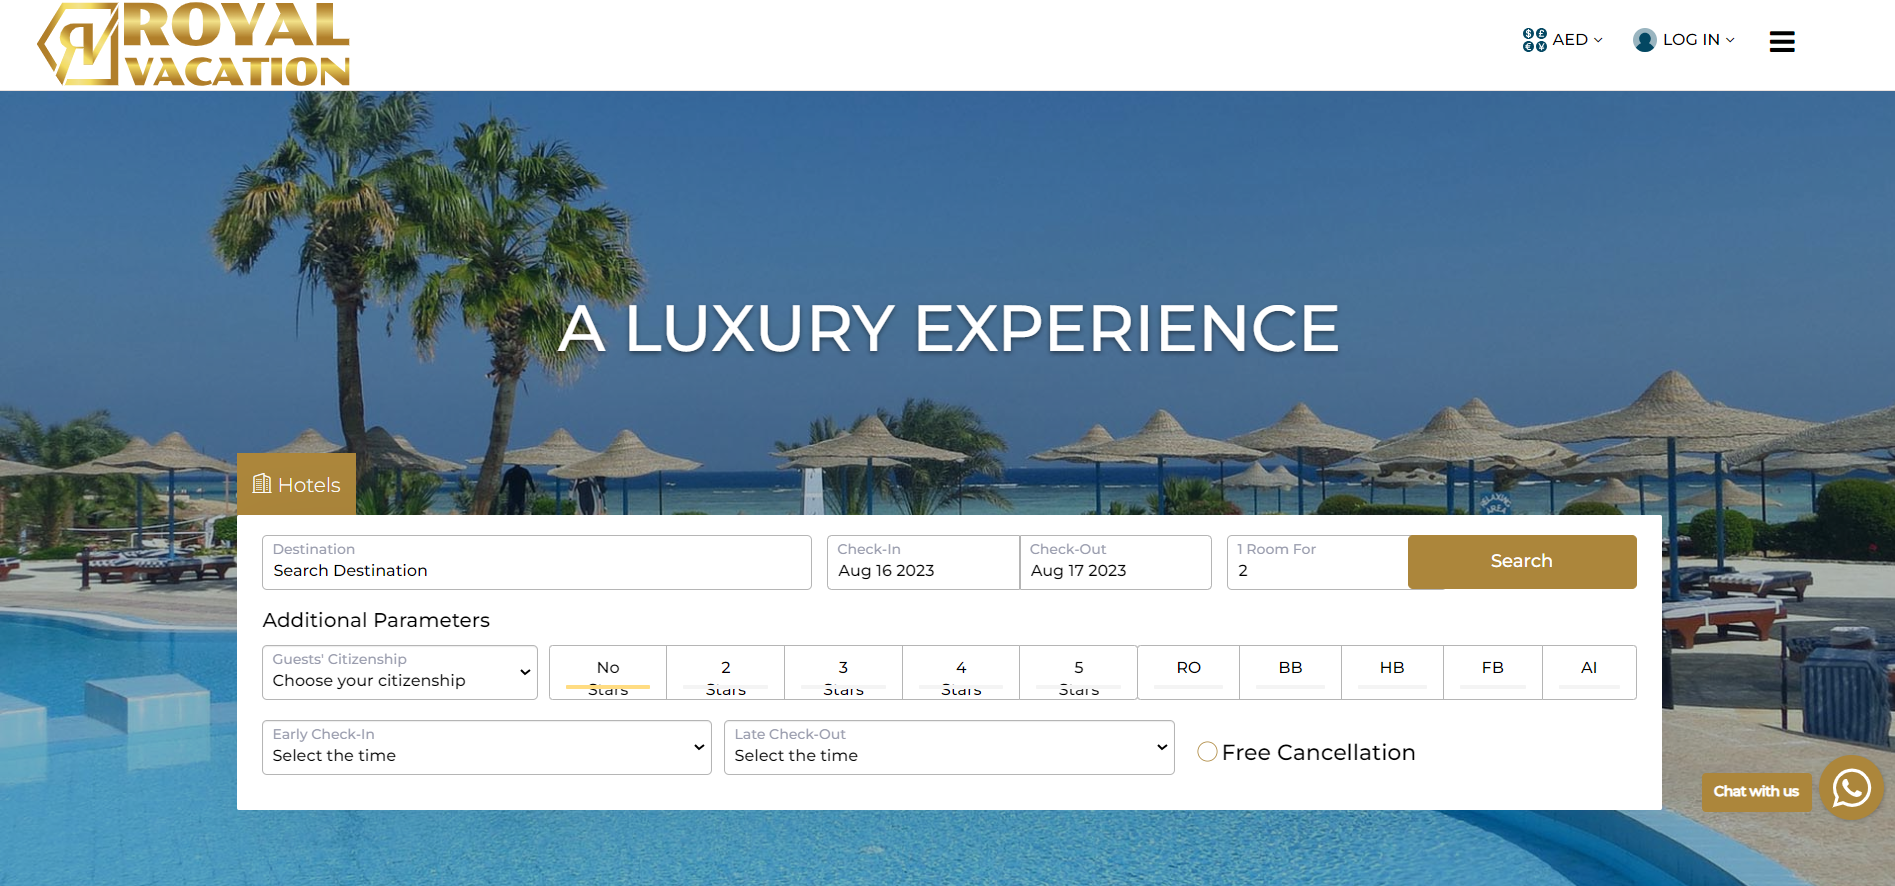 ROYAL
VACATION
AED
LOG IN
A LUXURY EXPERIENCE
RELAXING
AREA
Hotels
Destination
Search Destination
Check-In
Aug 16 2023
Check-Out
Aug 17 2023
1 Room For
2
Search
Additional Parameters
Guests' Citizenship
Choose your citizenship
No
Stars
2
Stars
3
Stars
4
Stars
5
Stars
RO
BB
HB
FB
AI
Early Check-In
Select the time
Late Check-Out
Select the time
Free Cancellation
Chat with us